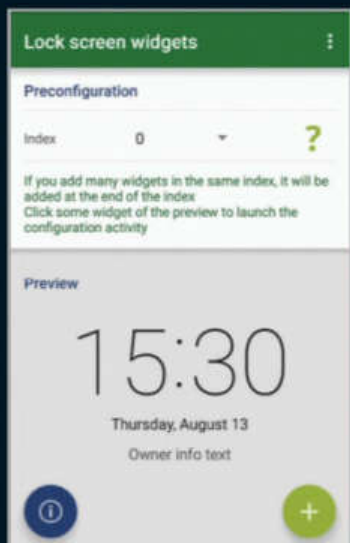 Lock screen widgets
Preconfiguration
Index 0 ?
If you add many widgets in the same index, it will be
added at the end of the index
Click some widget of the preview to launch the
configuration activity
Preview
15:30
Thursday, August 13
Owner info text